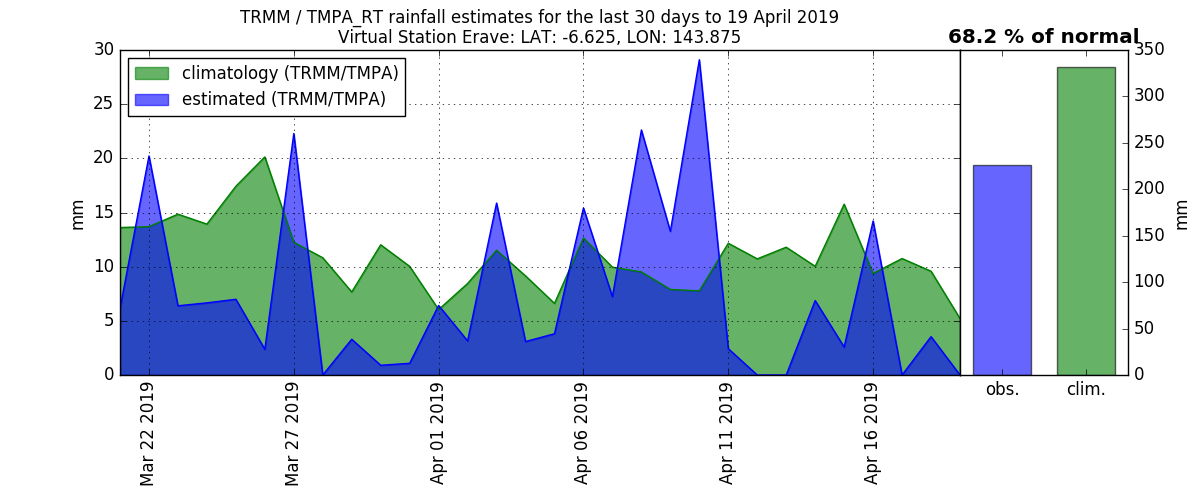 TRMM / TMPA_RT rainfall estimates for the last 30 days to 19 April 2019
Virtual Station Erave: LAT: -6.625, LON: 143.875
68.2 % of normal
climatology (TRMM/TMPA)
estimated (TRMM/TMPA)
mm
30
25
20
15
10
5
0
Mar 22 2019
Mar 27 2019
Apr 01 2019
Apr 06 2019
Apr 11 2019
Apr 16 2019
350
300
250
200
150
100
50
0
mm
obs.
clim.